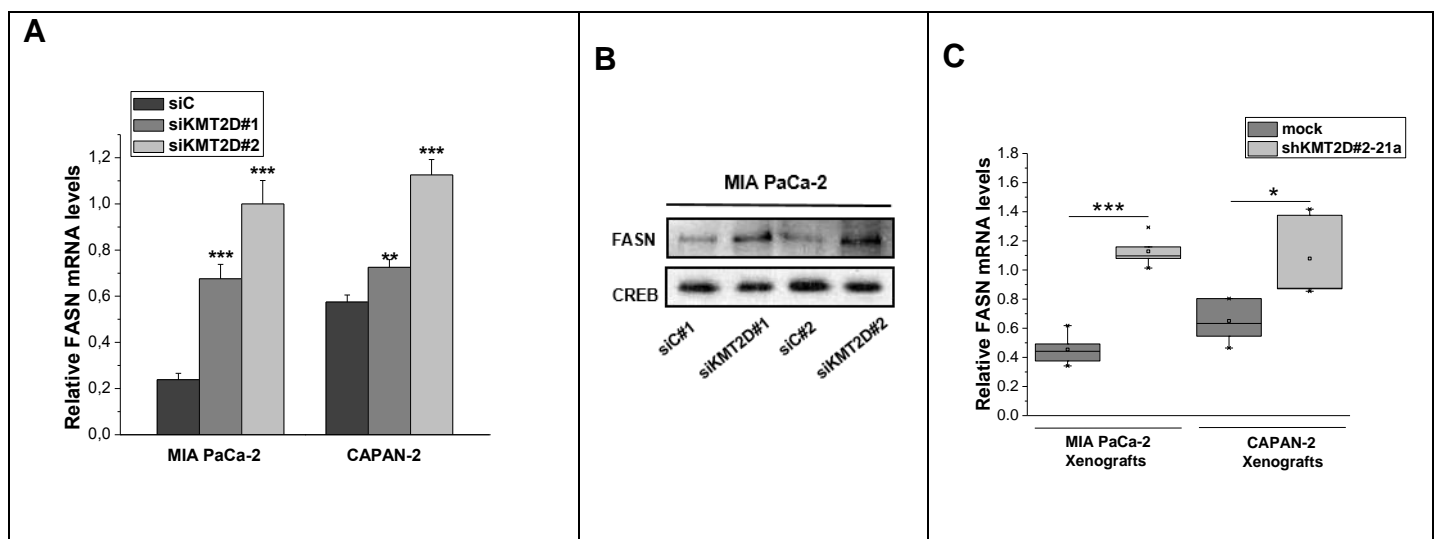 A
siC
siKMT2D#1
siKMT2D#2
Relative FASN mRNA levels
1,2
1,0
0,8
0,6
0,4
0,2
0,0
***
***
**
***
MIA PaCa-2
CAPAN-2
B
MIA PaCa-2
FASN
CREB
siC#1
siKMT2D#1
siC#2
siKMT2D#2
C
mock
shKMT2D#2-21a
Relative FASN mRNA levels
1.8
1.6
1.4
1.2
1.0
0.8
0.6
0.4
0.2
0.0
***
*
MIA PaCa-2
Xenografts
CAPAN-2
Xenografts